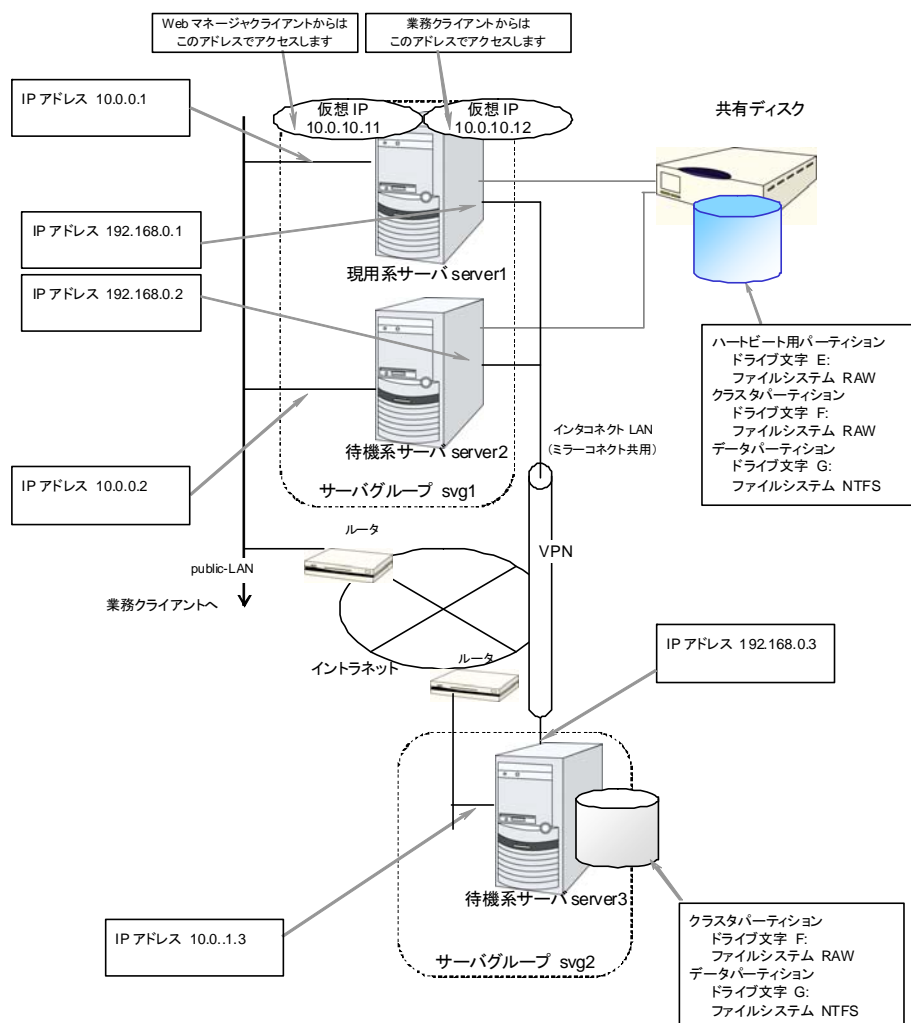 Web マネージャクライアントからは
このアドレスでアクセスします
業務クライアントからは
このアドレスでアクセスします
IP アドレス 10.0.0.1
仮想 IP
10.0.10.11
仮想 IP
10.0.10.12
共有ディスク
IP アドレス 192.168.0.1
現用系サーバ server1
IP アドレス 192.168.0.2
ハートビート用パーティション
ドライブ文字 E:
ファイルシステム RAW
クラスタパーティション
ドライブ文字 F:
ファイルシステム RAW
データパーティション
ドライブ文字 G:
ファイルシステム NTFS
インタコネクト LAN
（ミラーコネクト共用）
待機系サーバ server2
IP アドレス 10.0.0.2
サーバグループ svg1
ルータ
VPN
public-LAN
業務クライアントへ
IP アドレス 192.168.0.3
イントラネット
ルータ
待機系サーバ server3
IP アドレス 10.0..1.3
サーバグループ svg2
クラスタパーティション
ドライブ文字 F:
ファイルシステム RAW
データパーティション
ドライブ文字 G:
ファイルシステム NTFS